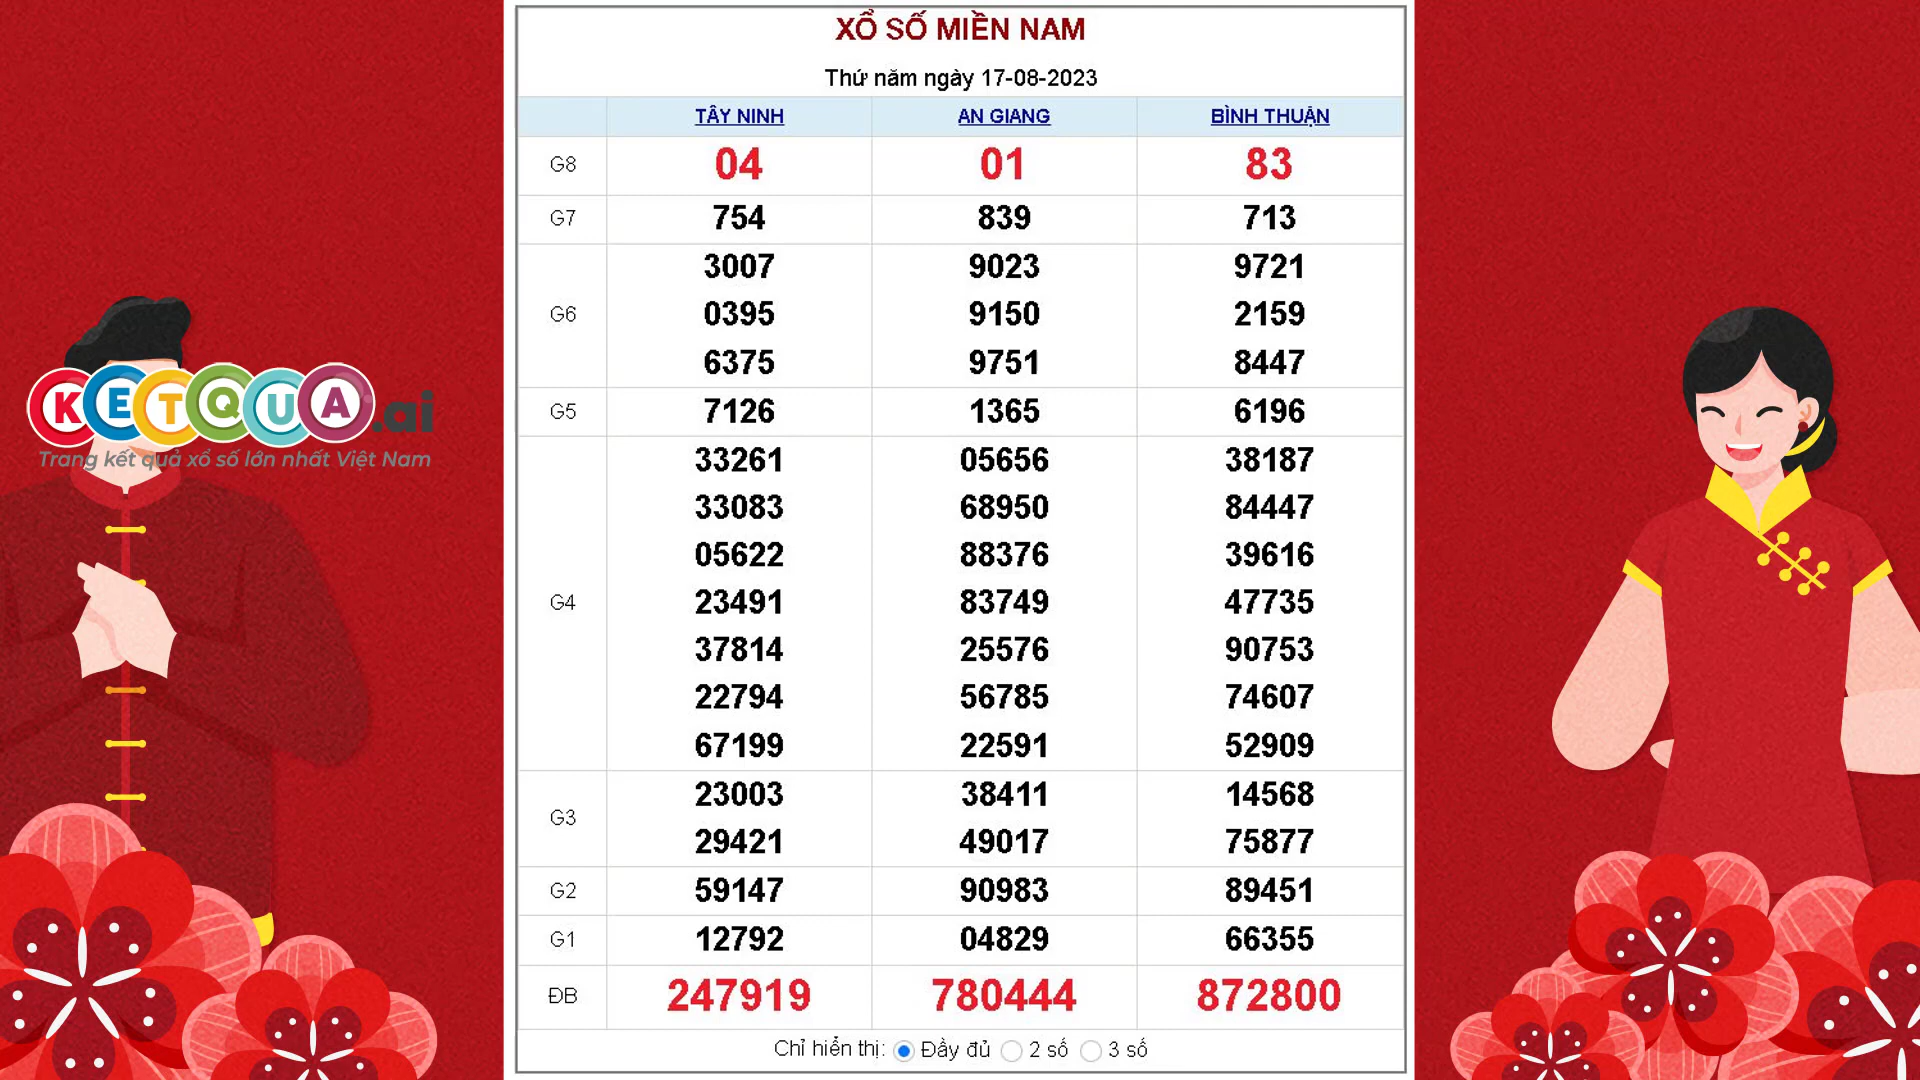 XỔ SỐ MIỀN NAM
Thứ năm ngày 17-08-2023
TÂY NINH AN GIANG BÌNH THUẬN
G8 04 01 83
G7 754 839 713
3007 9023 9721
G6 0395 9150 2159
6375 9751 8447
G5 7126 1365 6196
33261 05656 38187
33083 68950 84447
05622 88376 39616
G4 23491 83749 47735
37814 25576 90753
22794 56785 74607
67199 22591 52909
G3 23003 38411 14568
29421 49017 75877
G2 59147 90983 89451
G1 12792 04829 66355
ĐB 247919 780444 872800
Chỉ hiển thị: Đầy đủ 2 số 3 số
KETQUA.ai
Trang kết quả xổ số lớn nhất Việt Nam